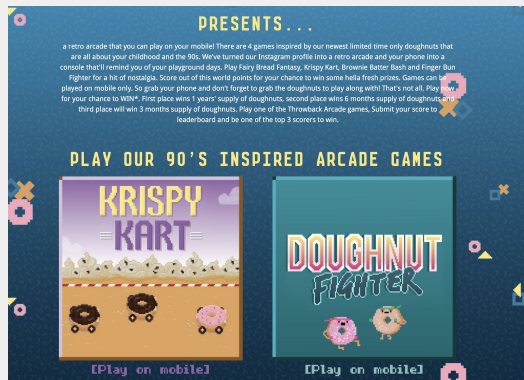 PRESENTS...
a retro arcade that you can play on your mobile! There are 4 games inspired by our newest limited time only doughnuts that
are all about your childhood and the 90s. We've turned our Instagram profile into a retro arcade and your phone into a
console that'll remind you of your playground days. Play Fairy Bread Fantasy, Krispy Kart, Brownie Batter Bash and Finger Bun
Fighter for a hit of nostalgia. Score out of this world points for your chance to win some hella fresh prizes. Games can be
played on mobile only. So grab your phone and don't forget to grab the doughnuts to play along with! That's not all. Play now
for your chance to WIN*. First place wins 1 years' supply of doughnuts, second place wins 6 months supply of doughnuts and
third place will win 3 months supply of doughnuts. Play one of the Throwback Arcade games, Submit your score to
leaderboard and be one of the top 3 scorers to win.
PLAY OUR 90'S INSPIRED ARCADE GAMES
KRISPY
KART
DOUGHNUT
FIGHTER
[Play on mobile]
[Play on mobile]